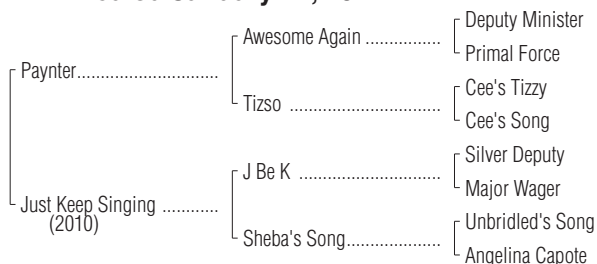 Deputy Minister
Awesome Again
Primal Force
Paynter
Cee's Tizzy
Tizso
Cee's Song
Silver Deputy
J Be K
Major Wager
Just Keep Singing
(2010)
Unbridled's Song
Sheba's Song
Angelina Capote